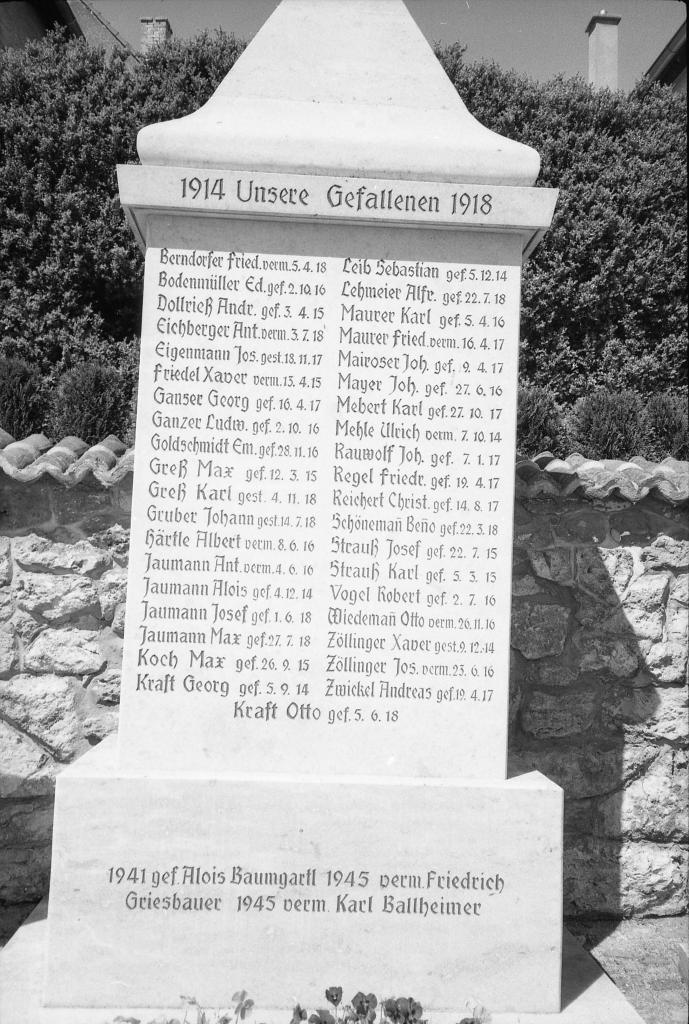 1914 Unsere Gefallenen 1918
Berndorfer Fried. verm. 5. 4. 18
Bodenmüller Ed. gef. 2. 10. 16
Dollrieß Andr. gef. 3. 4. 15
Eichberger Ant. verm. 3. 7. 18
Eigenmann Jos. gest. 18. 11. 17
Friedel Xaver verm. 13. 4. 15
Ganser Georg gef. 16. 4. 17
Ganzer Ludw. gef. 2. 10. 16
Goldschmidt Em. gef. 28. 11. 16
Greß Max gef. 12. 3. 15
Greß Karl gest. 4. 11. 18
Gruber Johann gest. 14. 7. 18
Härtle Albert verm. 8. 6. 16
Jaumann Ant. verm. 4. 6. 16
Jaumann Alois gef. 4. 12. 14
Jaumann Josef gef. 1. 6. 18
Jaumann Max gef. 27. 7. 18
Koch Max gef. 26. 9. 15
Kraft Georg gef. 5. 9. 14
Leib Sebastian gef. 5. 12. 14
Lehmeier Alfr. gef. 22. 7. 18
Maurer Karl gef. 5. 4. 16
Maurer Fried. verm. 16. 4. 17
Mairoser Joh. gef. 9. 4. 17
Mayer Joh. gef. 27. 6. 16
Mebert Karl gef. 27. 10. 17
Mehle Ulrich verm. 7. 10. 14
Rauwolf Joh. gef. 7. 1. 17
Regel Friedr. gef. 19. 4. 17
Reichert Christ. gef. 14. 8. 17
Schönemañ Beño gef. 22. 3. 18
Strauß Josef gef. 22. 7. 15
Strauß Karl gef. 5. 3. 15
Vogel Robert gef. 2. 7. 16
Wiedemañ Otto verm. 26. 11. 16
Zöllinger Xaver gest. 9. 12. 14
Zöllinger Jos. verm. 23. 6. 16
Zwickel Andreas gef. 19. 4. 17
Kraft Otto gef. 5. 6. 18
1941 gef. Alois Baumgartl 1945 verm. Friedrich
Griesbauer 1945 verm. Karl Ballheimer